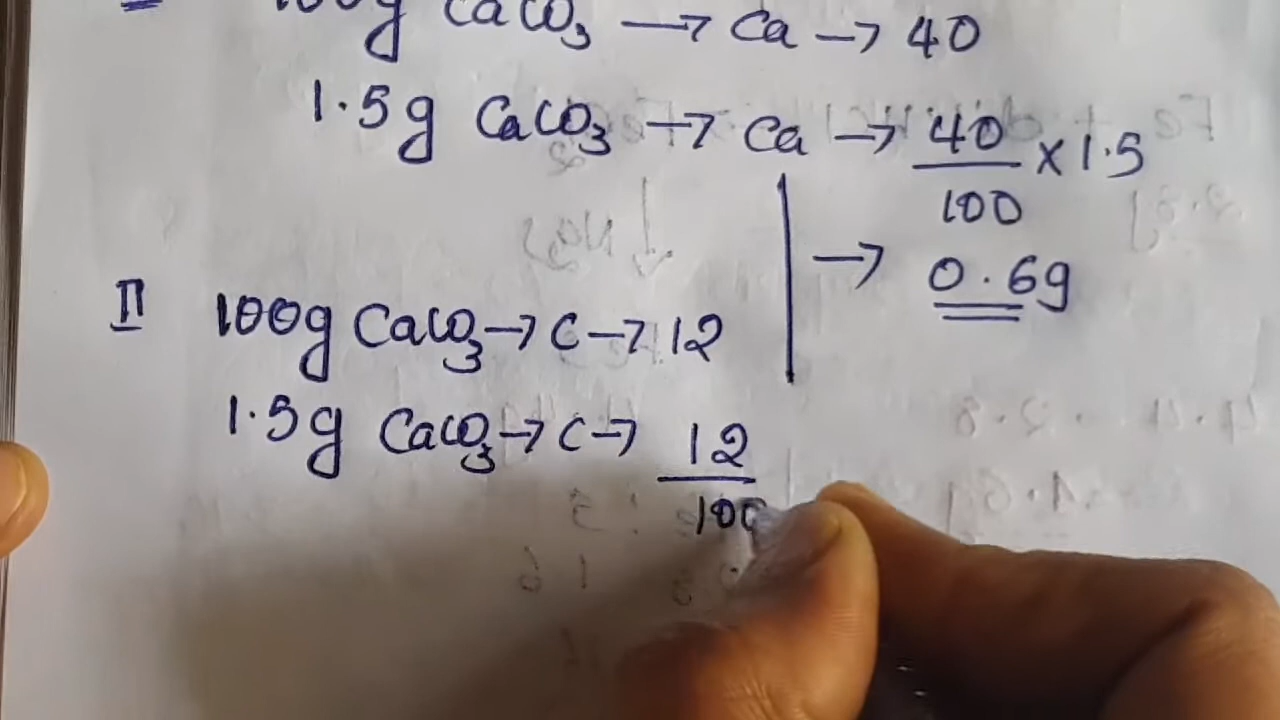 100g CaCO3 → Ca → 40
1.5g CaCO3 → Ca → 40/100 × 1.5
→ 0.6g
II 100g CaCO3 → C → 12
1.5g CaCO3 → C → 12/100